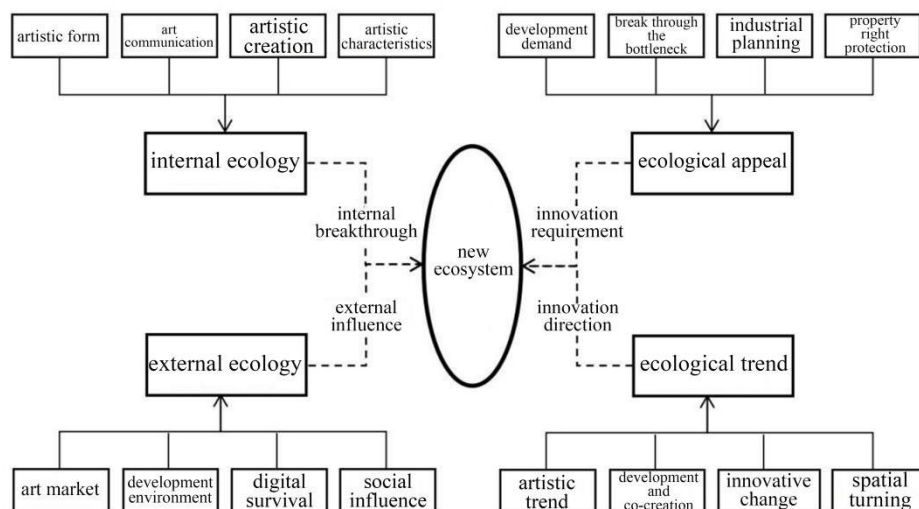 artistic form
art
communication
artistic
creation
artistic
characteristics
development
demand
break through
the
bottleneck
industrial
planning
property
right
protection
internal ecology
ecological appeal
internal
breakthrough
innovation
requirement
new
ecosystem
external
influence
innovation
direction
external ecology
ecological trend
art market
development
environment
digital
survival
social
influence
artistic
trend
development
and
co-creation
innovative
change
spatial
turning